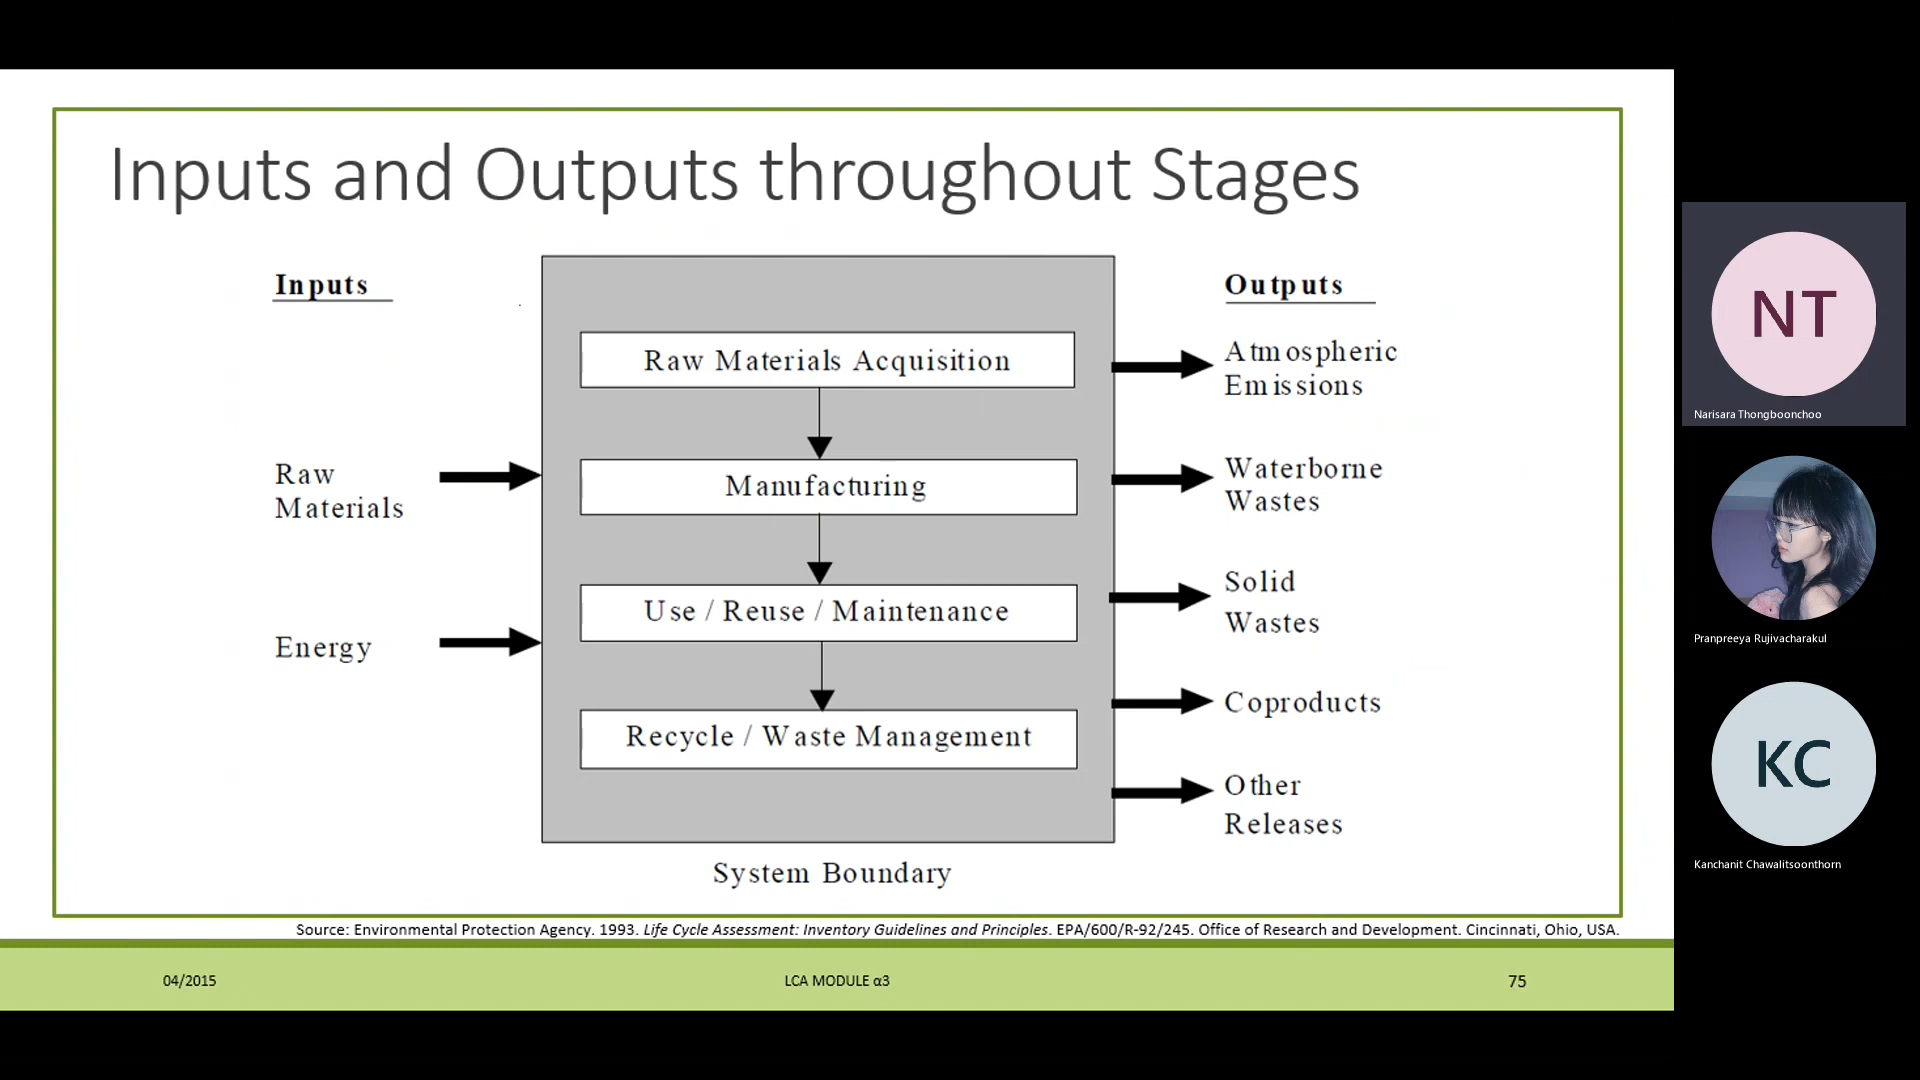 Inputs and Outputs throughout Stages
Inputs
Raw
Materials
Energy
Raw Materials Acquisition
Manufacturing
Use / Reuse / Maintenance
Recycle / Waste Management
System Boundary
Outputs
Atmospheric
Emissions
Waterborne
Wastes
Solid
Wastes
Coproducts
Other
Releases
Source: Environmental Protection Agency. 1993. Life Cycle Assessment: Inventory Guidelines and Principles. EPA/600/R-92/245. Office of Research and Development. Cincinnati, Ohio, USA.
04/2015
LCA MODULE α3
75
NT
Narisara Thongboonchoo
Pranpreeya Rujivacharakul
KC
Kanchanit Chawalitsoonthorn